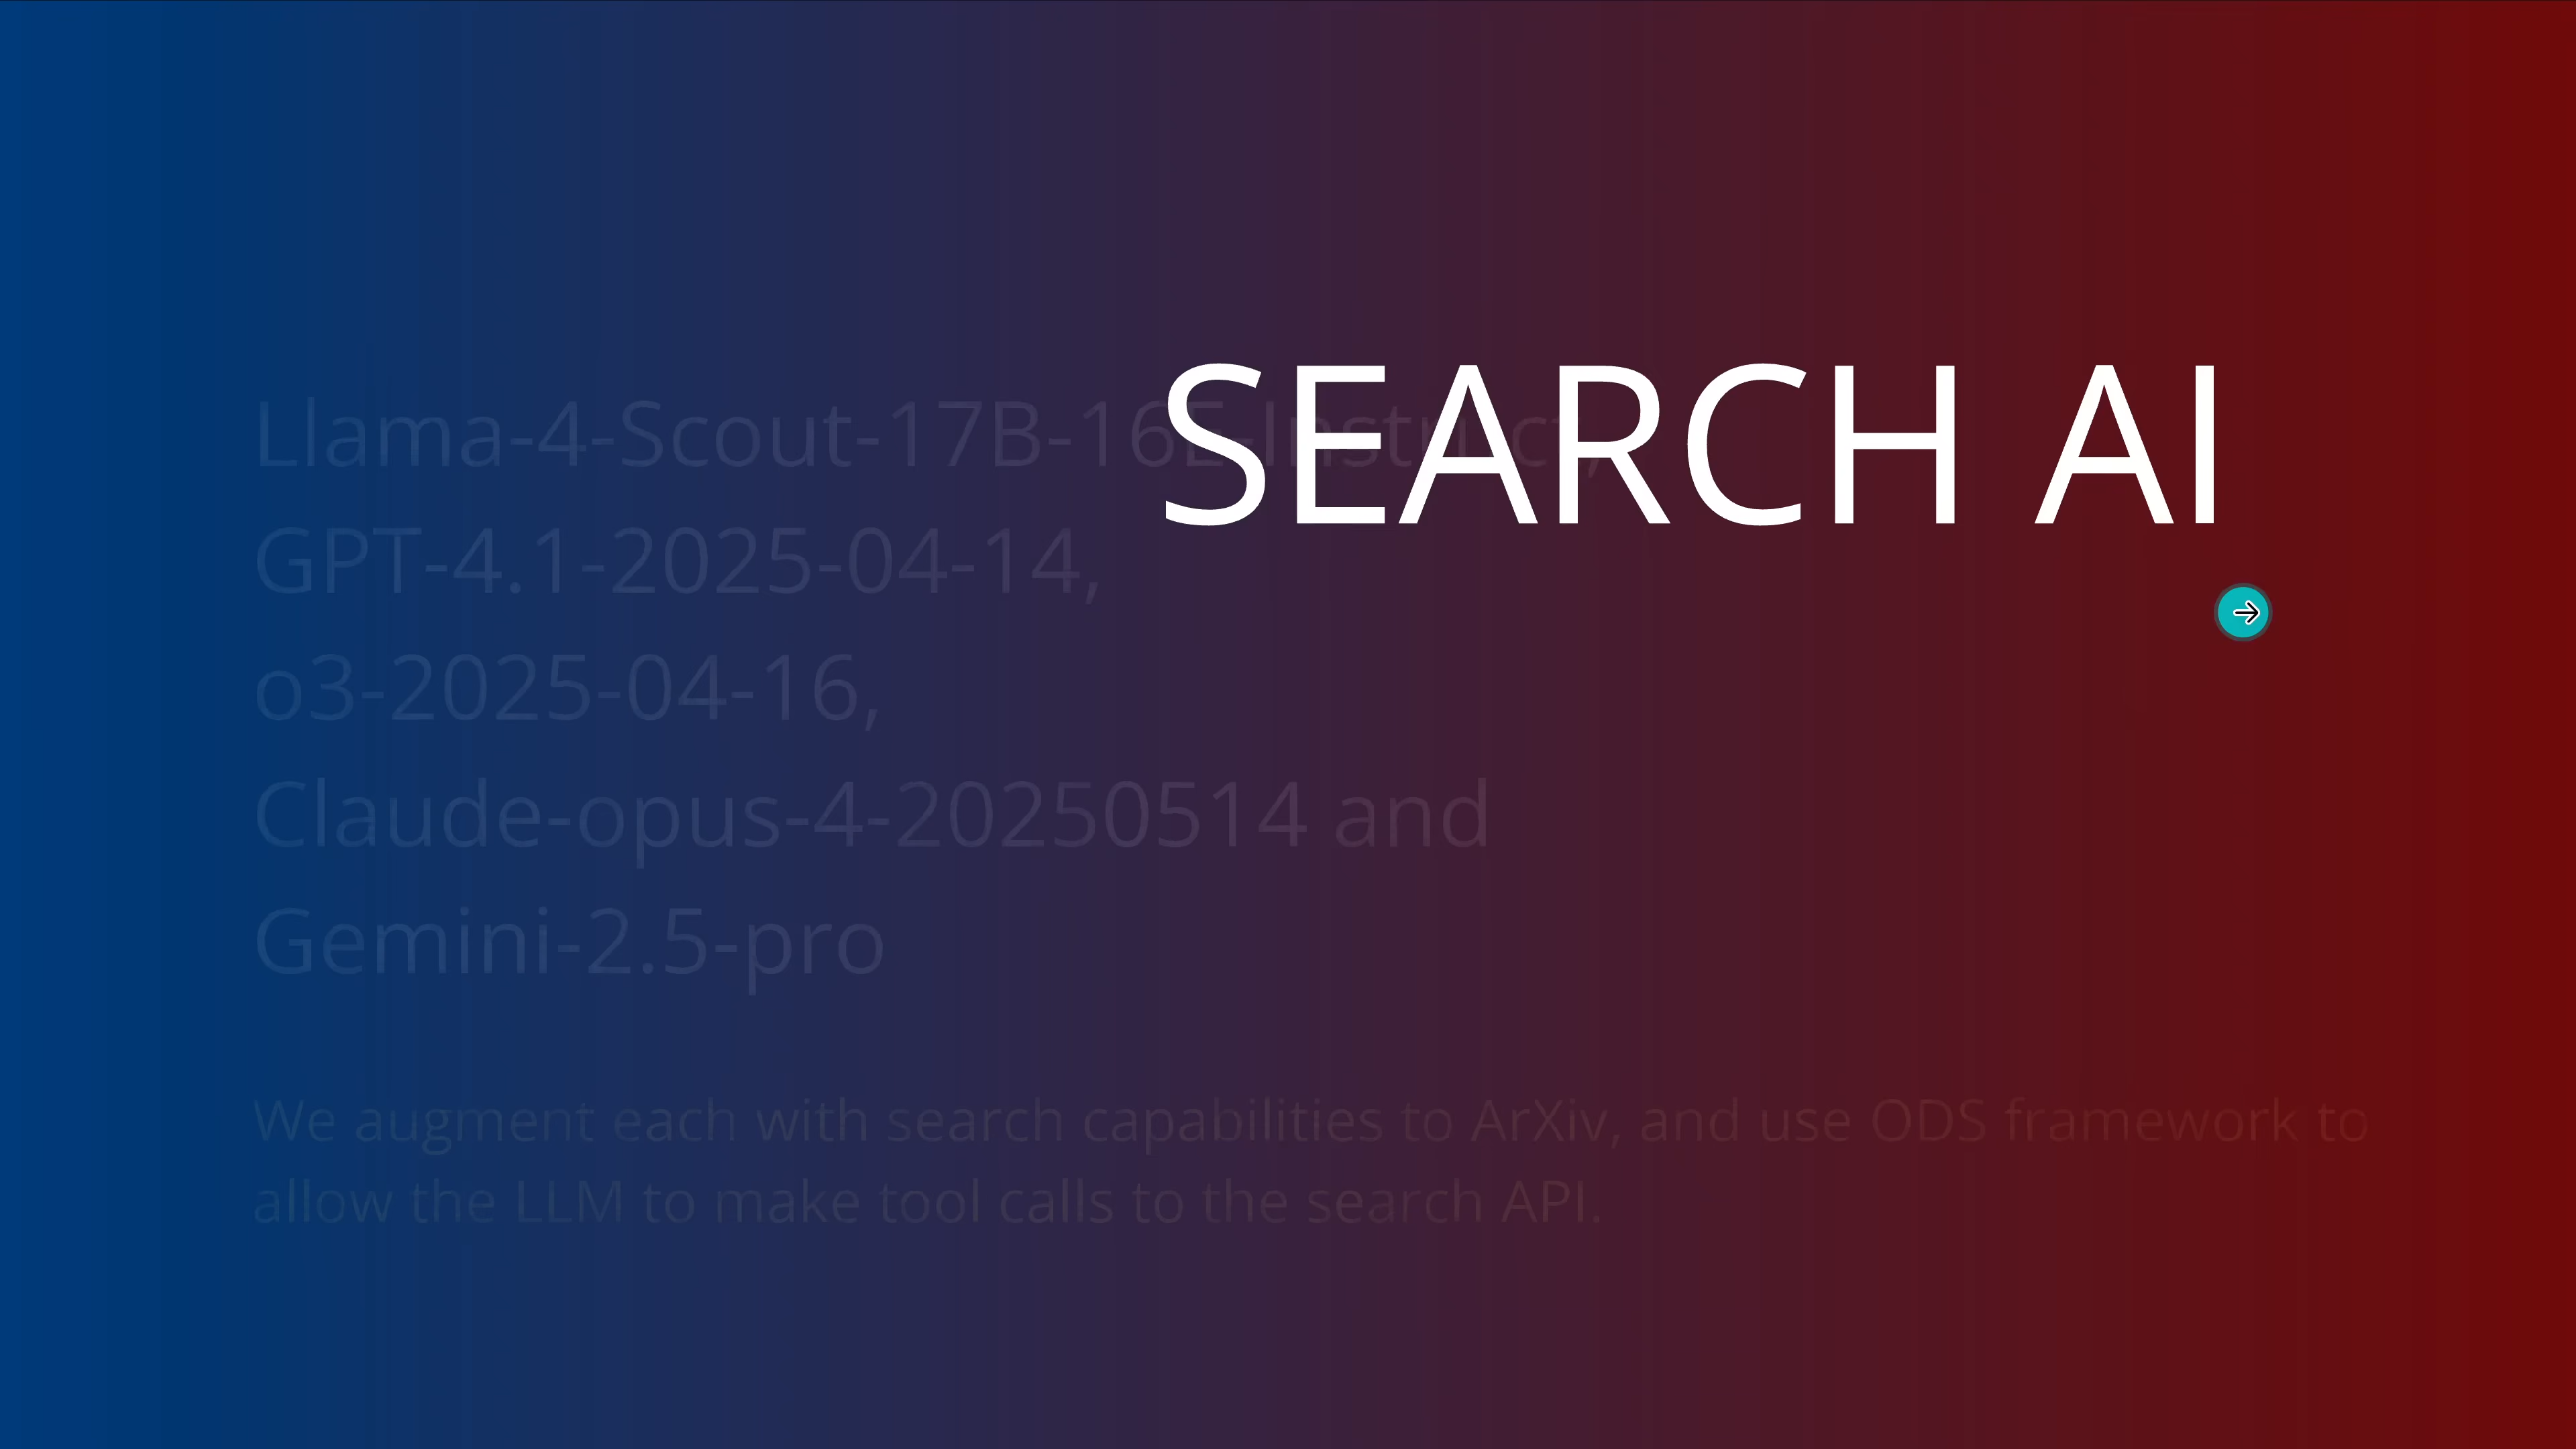 SEARCH AI
Llama-4-Scout-17B-16E-Instruct,
GPT-4.1-2025-04-14,
o3-2025-04-16,
Claude-opus-4-20250514 and
Gemini-2.5-pro
We augment each with search capabilities to ArXiv, and use ODS framework to
allow the LLM to make tool calls to the search API.